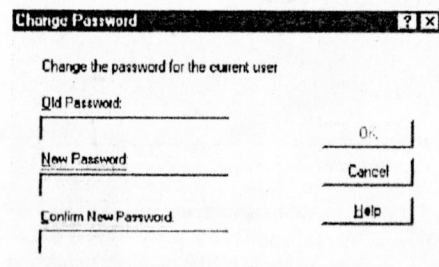 Change Password
? ×
Change the password for the current user
Old Password:
OK
New Password
Cancel
Help
Confirm New Password.